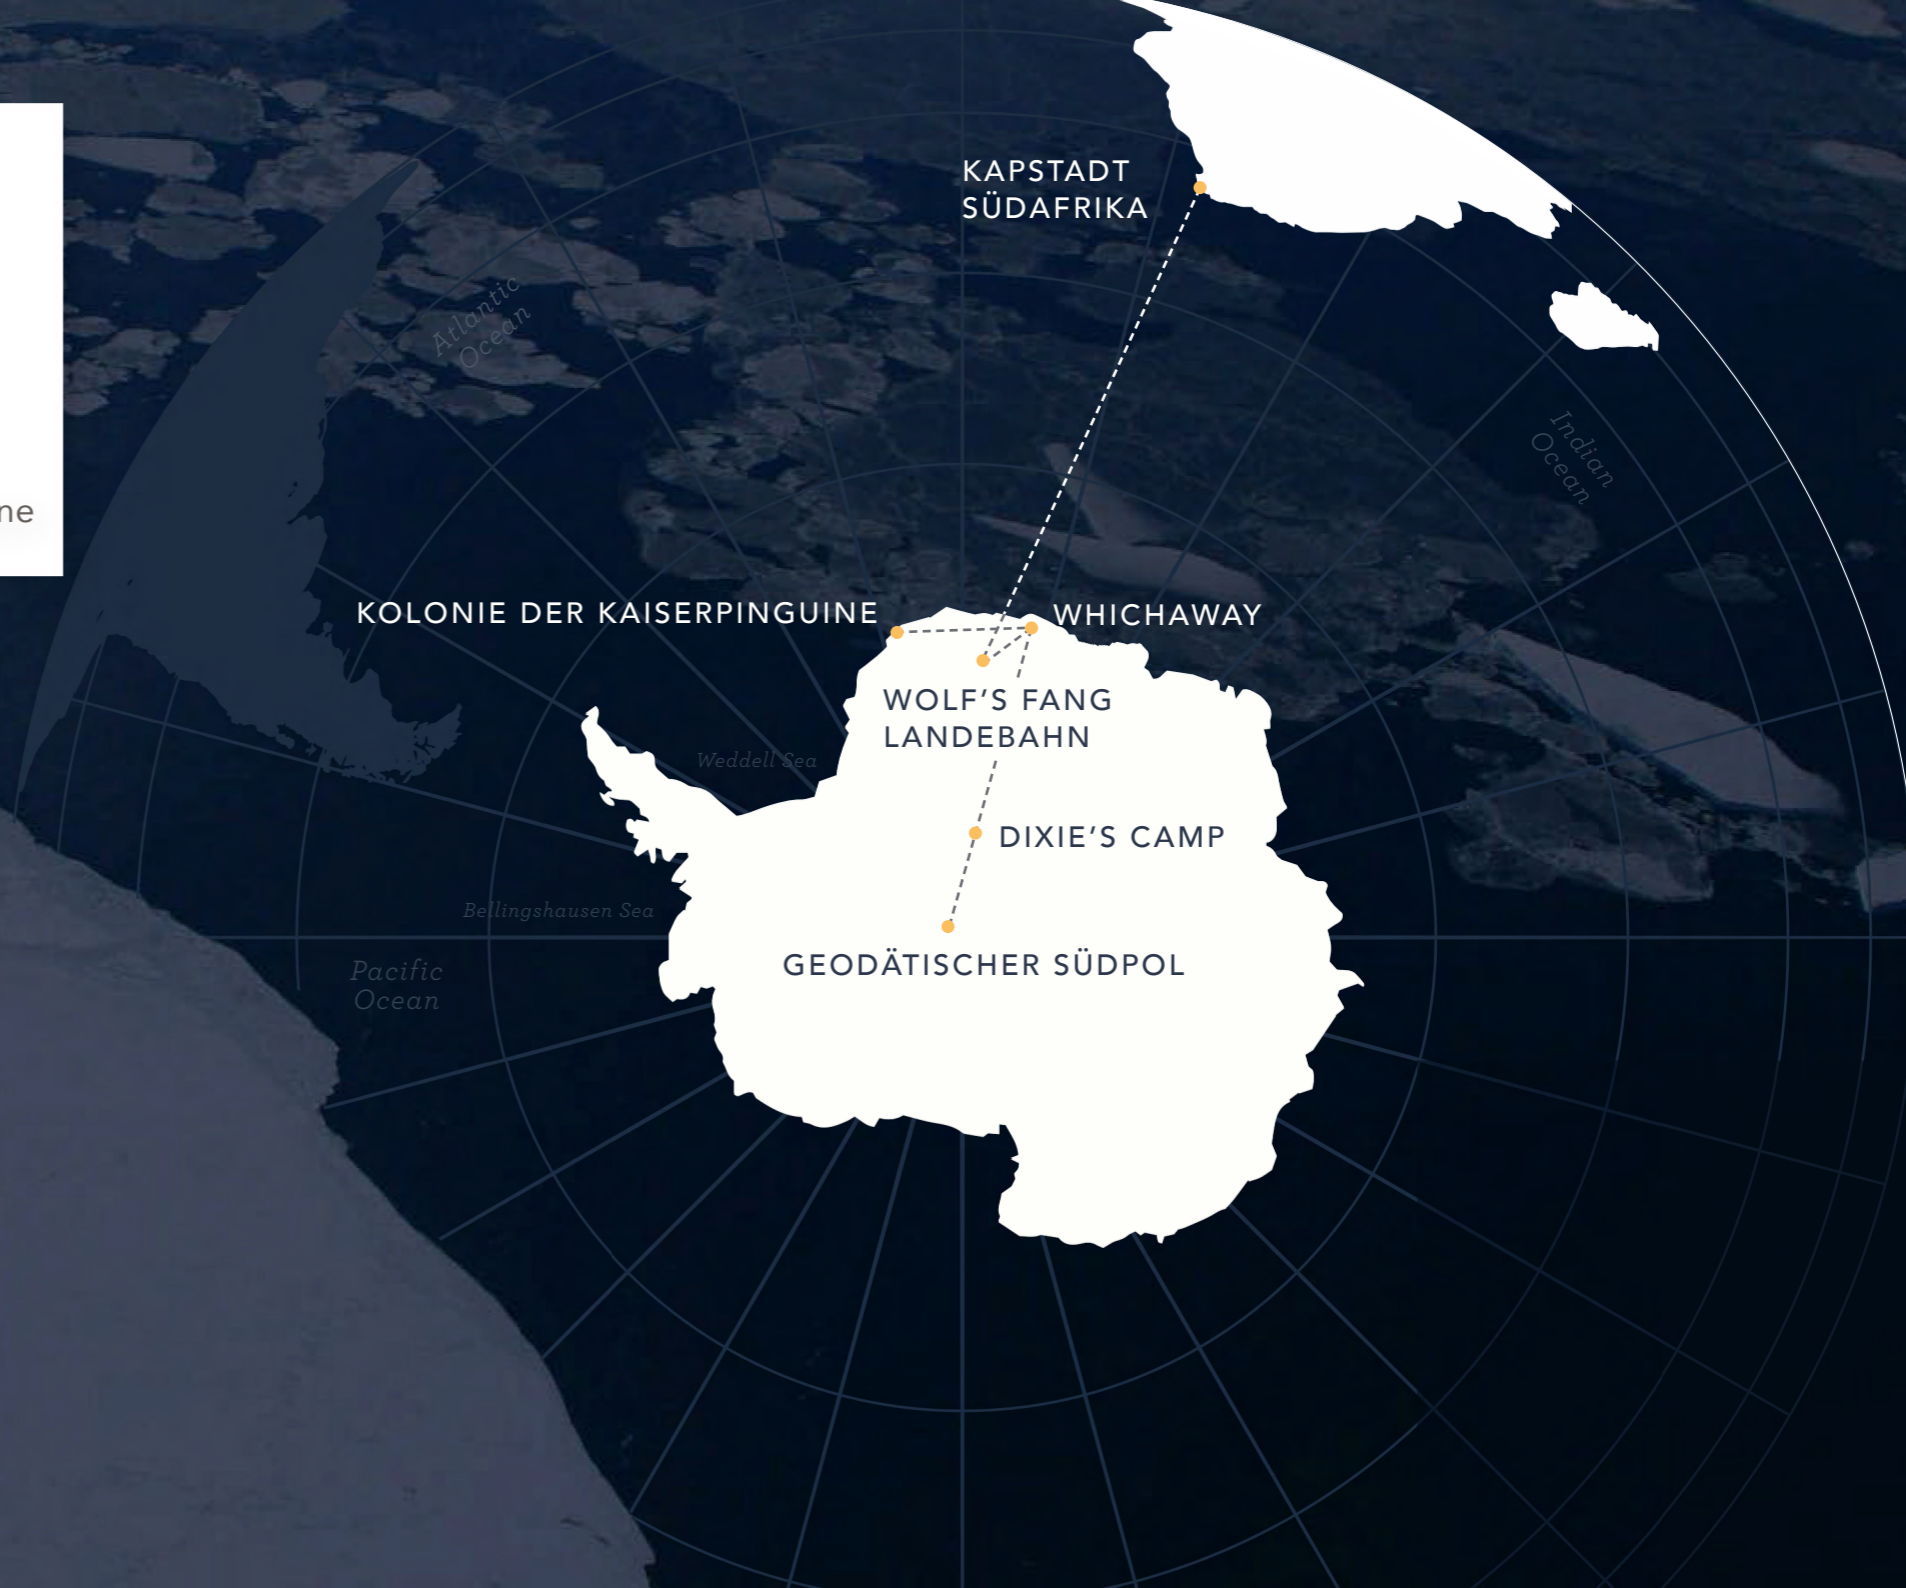 KAPSTADT
SÜDAFRIKA
Atlantic
Ocean
Indian
Ocean
ne
KOLONIE DER KAISERPINGUINE
WHICHAWAY
WOLF’S FANG
LANDEBAHN
Weddell Sea
DIXIE’S CAMP
Bellingshausen Sea
GEODÄTISCHER SÜDPOL
Pacific
Ocean